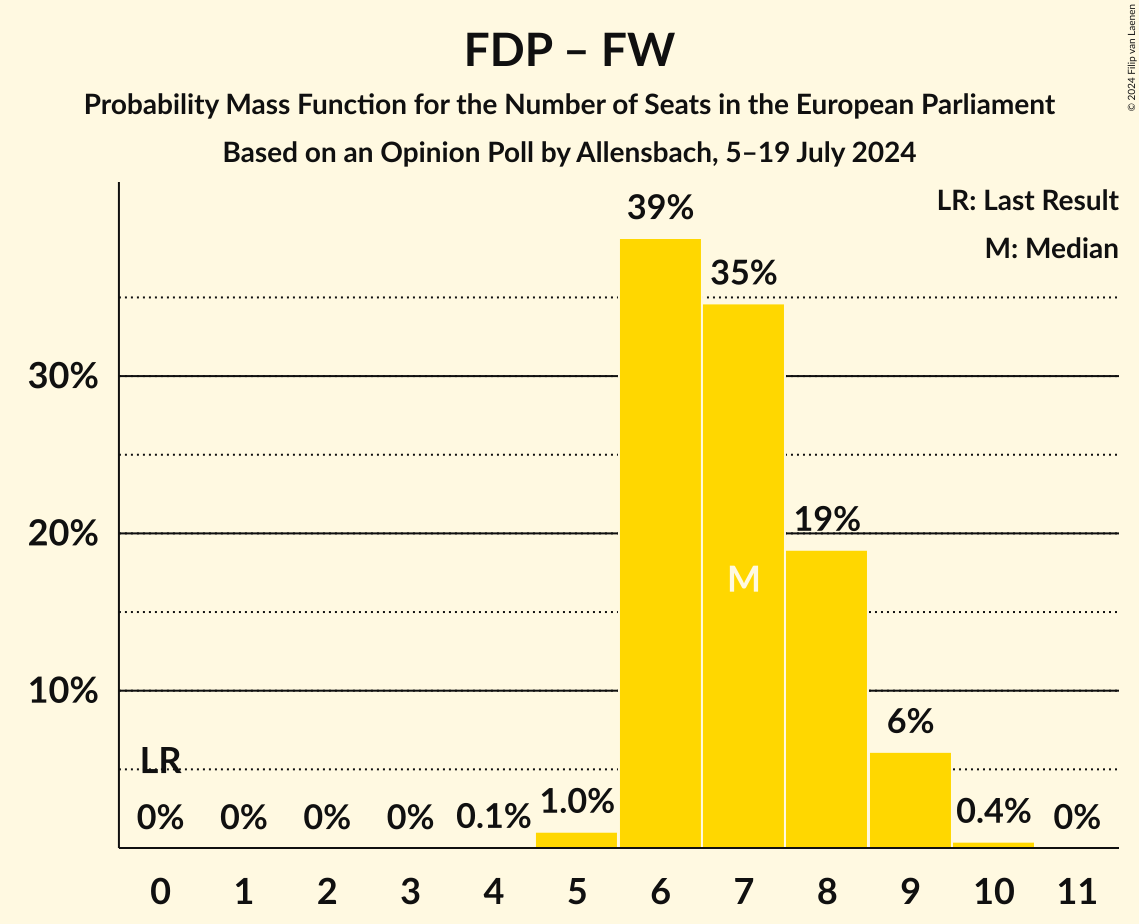 FDP – FW
Probability Mass Function for the Number of Seats in the European Parliament
Based on an Opinion Poll by Allensbach, 5–19 July 2024
© 2024 Filip van Laenen
LR: Last Result
M: Median
39%
35%
30%
20%
19%
M
10%
6%
LR
0%
0%
0%
0%
0.1%
1.0%
0.4%
0%
0 1 2 3 4 5 6 7 8 9 10 11